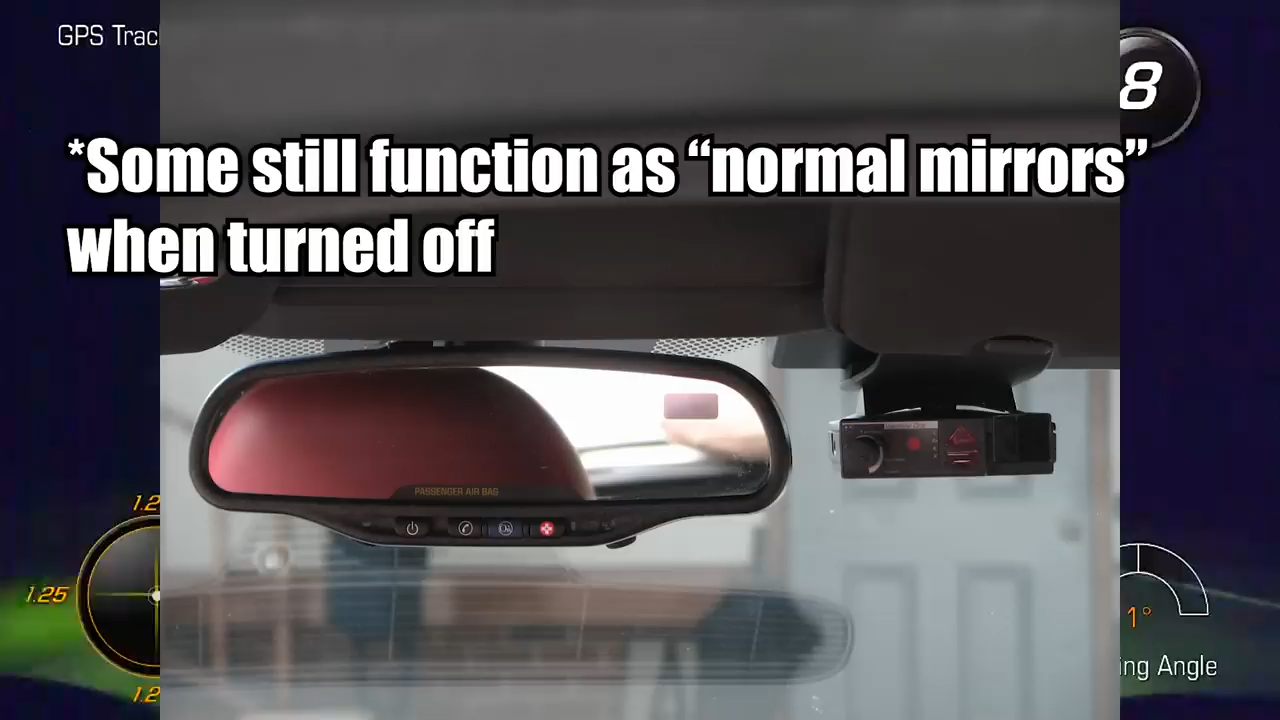 GPS Trac
8
*Some still function as “normal mirrors”
when turned off
PASSENGER AIR BAG
1.2
1.25
1°
ing Angle
1.2